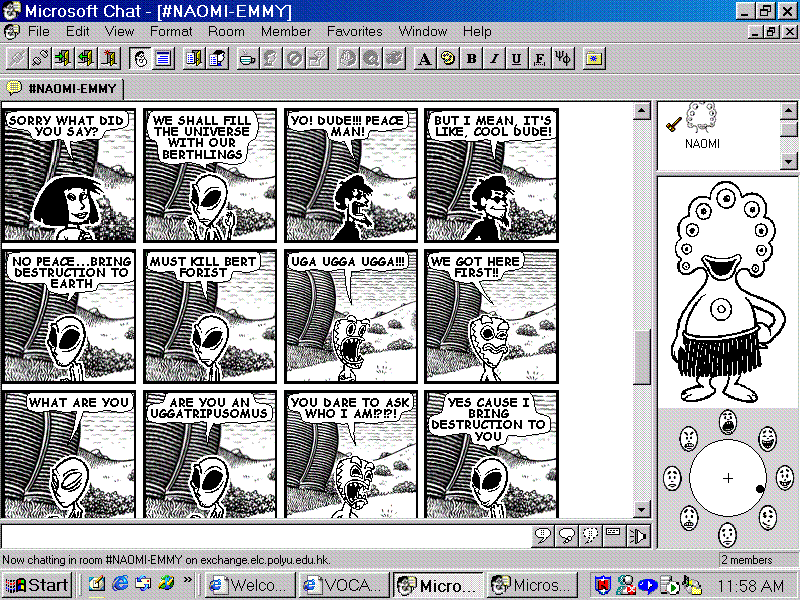 Microsoft Chat - [#NAOMI-EMMY]
File Edit View Format Room Member Favorites Window Help
#NAOMI-EMMY
SORRY WHAT DID
YOU SAY?
WE SHALL FILL
THE UNIVERSE
WITH OUR
BERTHLINGS
YO! DUDE!!! PEACE
MAN!
BUT I MEAN, IT'S
LIKE, COOL DUDE!
NO PEACE...BRING
DESTRUCTION TO
EARTH
MUST KILL BERT
FORIST
UGA UGGA UGGA!!!
WE GOT HERE
FIRST!!
WHAT ARE YOU
ARE YOU AN
UGGATRIPUSOMUS
YOU DARE TO ASK
WHO I AM!?!?!
YES CAUSE I
BRING
DESTRUCTION TO
YOU
NAOMI
Now chatting in room #NAOMI-EMMY on exchange.elc.polyu.edu.hk.
2 members
Start
»
Welco...
VOCA...
Micro...
Micros...
11:58 AM